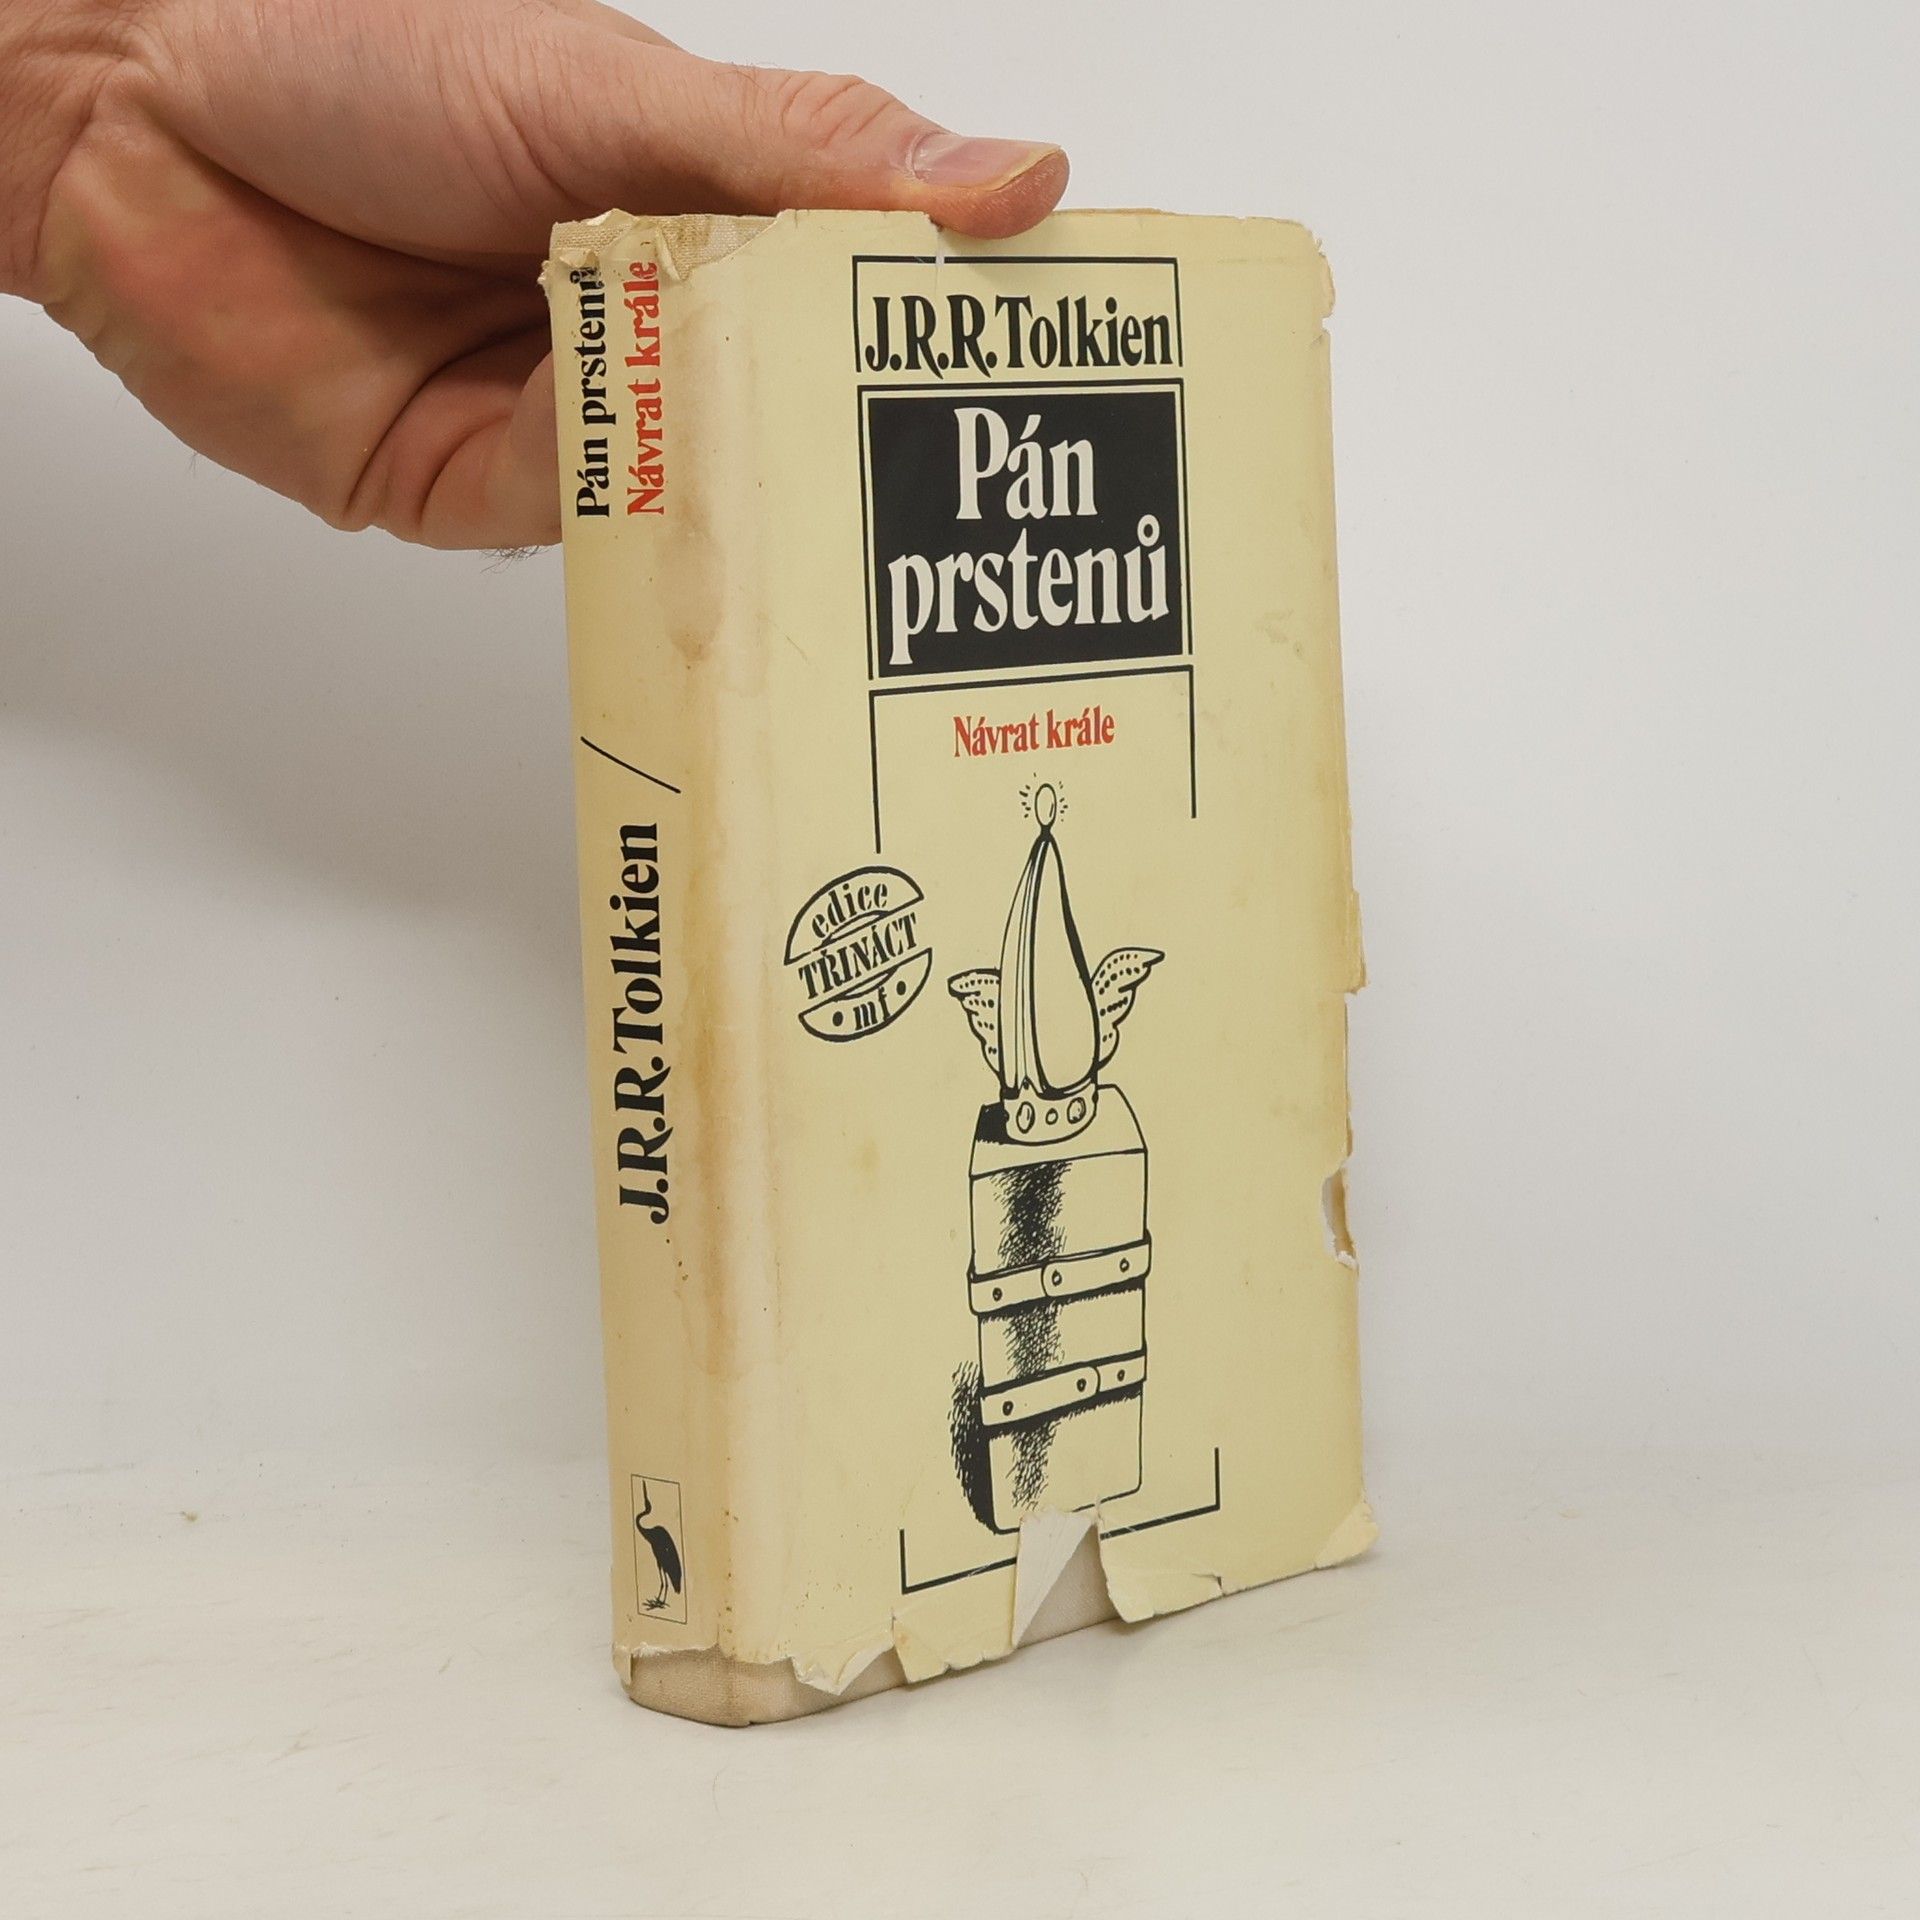 Pán prstenů
Návrat krále
J.R.R.Tolkien /
J.R.R.Tolkien
Pán
prstenů
Návrat krále
edice
TŘINÁCT
• mf •